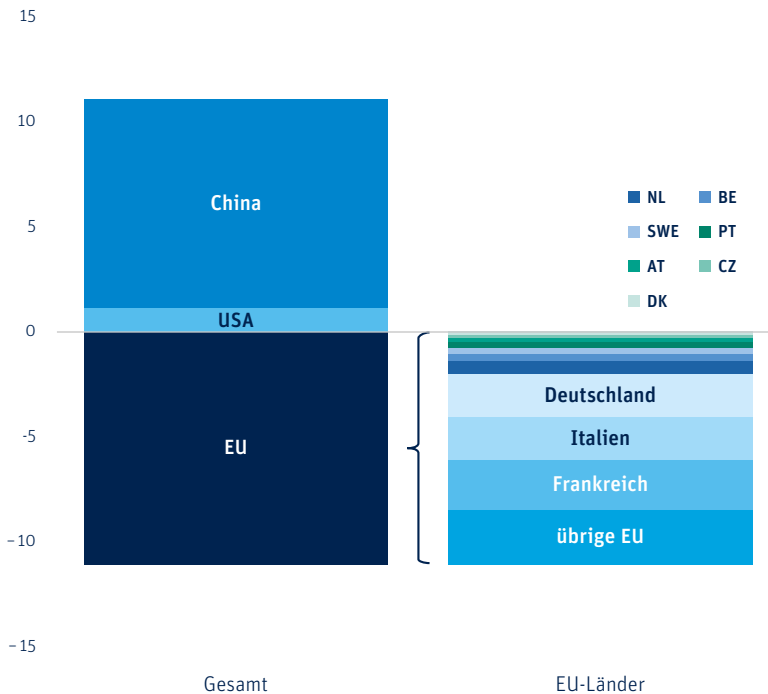 15
10
5
0
-5
–10
–15
China
USA
EU
NL
BE
SWE
PT
AT
CZ
DK
Deutschland
Italien
Frankreich
übrige EU
Gesamt
EU-Länder